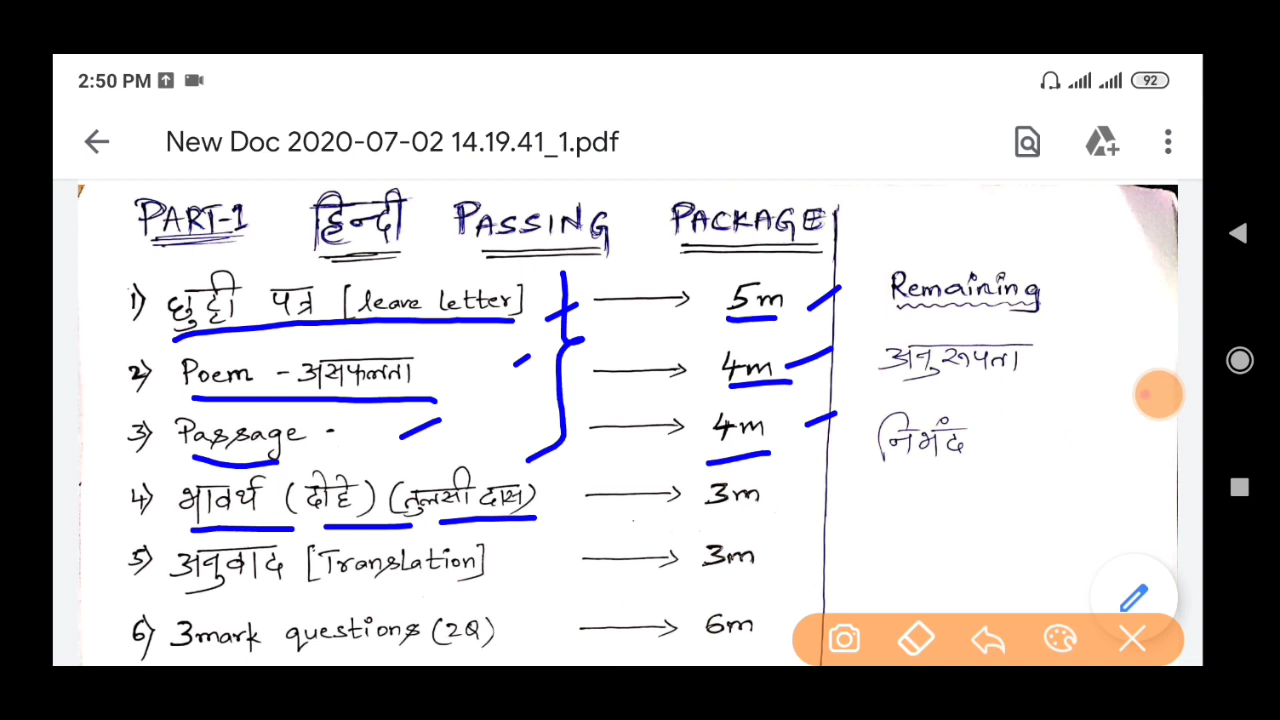 2:50 PM 92
New Doc 2020-07-02 14.19.41_1.pdf
PART-1 हिन्दी PASSING PACKAGE
1) छुट्टी पत्र [leave letter] → 5m
2) Poem - असफलता → 4m
3) Passage - → 4m
4) भावर्थ (दोहे) (तुलसी दास) → 3m
5) अनुवाद [Translation] → 3m
6) 3mark questions (2Q) → 6m
Remaining
अनुरूपता
निभंद